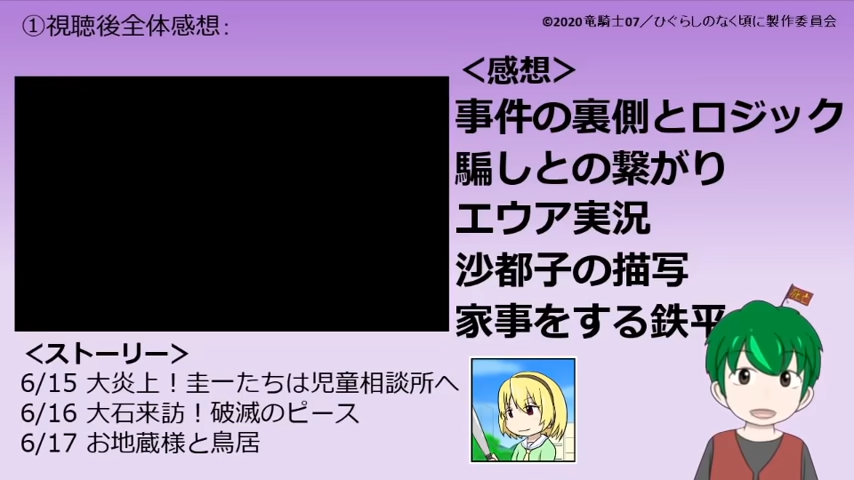 ①視聴後全体感想：
©2020竜騎士07／ひぐらしのなく頃に製作委員会
＜感想＞
事件の裏側とロジック
騙しとの繋がり
エウア実況
沙都子の描写
家事をする鉄平
＜ストーリー＞
6/15 大炎上！圭一たちは児童相談所へ
6/16 大石来訪！破滅のピース
6/17 お地蔵様と鳥居